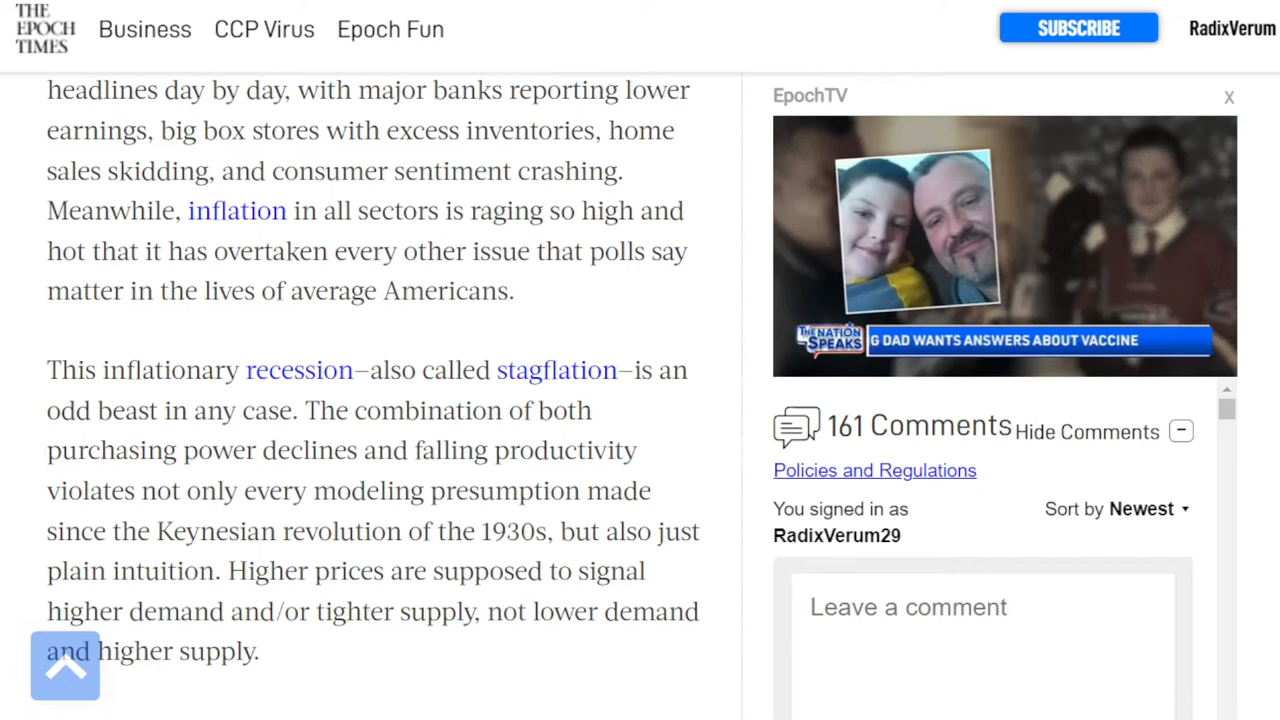 THE
EPOCH
TIMES
Business
CCP Virus
Epoch Fun
SUBSCRIBE
RadixVerum
headlines day by day, with major banks reporting lower
earnings, big box stores with excess inventories, home
sales skidding, and consumer sentiment crashing.
Meanwhile, inflation in all sectors is raging so high and
hot that it has overtaken every other issue that polls say
matter in the lives of average Americans.
This inflationary recession—also called stagflation—is an
odd beast in any case. The combination of both
purchasing power declines and falling productivity
violates not only every modeling presumption made
since the Keynesian revolution of the 1930s, but also just
plain intuition. Higher prices are supposed to signal
higher demand and/or tighter supply, not lower demand
and higher supply.
EpochTV
X
THE NATION
SPEAKS
G DAD WANTS ANSWERS ABOUT VACCINE
161 Comments
Hide Comments
Policies and Regulations
You signed in as
RadixVerum29
Sort by Newest
Leave a comment